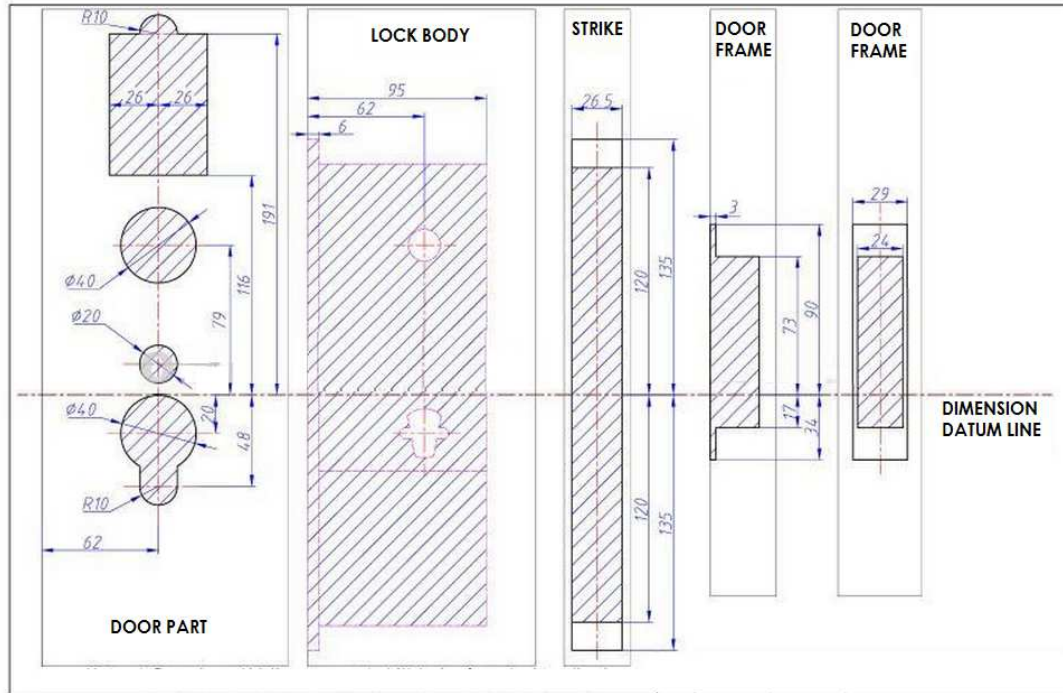 R10
LOCK BODY
STRIKE
DOOR
FRAME
DOOR
FRAME
26
26
95
62
6
26.5
191
116
79
Ø40
Ø20
Ø40
20
48
R10
62
135
120
120
135
3
73
90
17
34
29
24
DIMENSION
DATUM LINE
DOOR PART